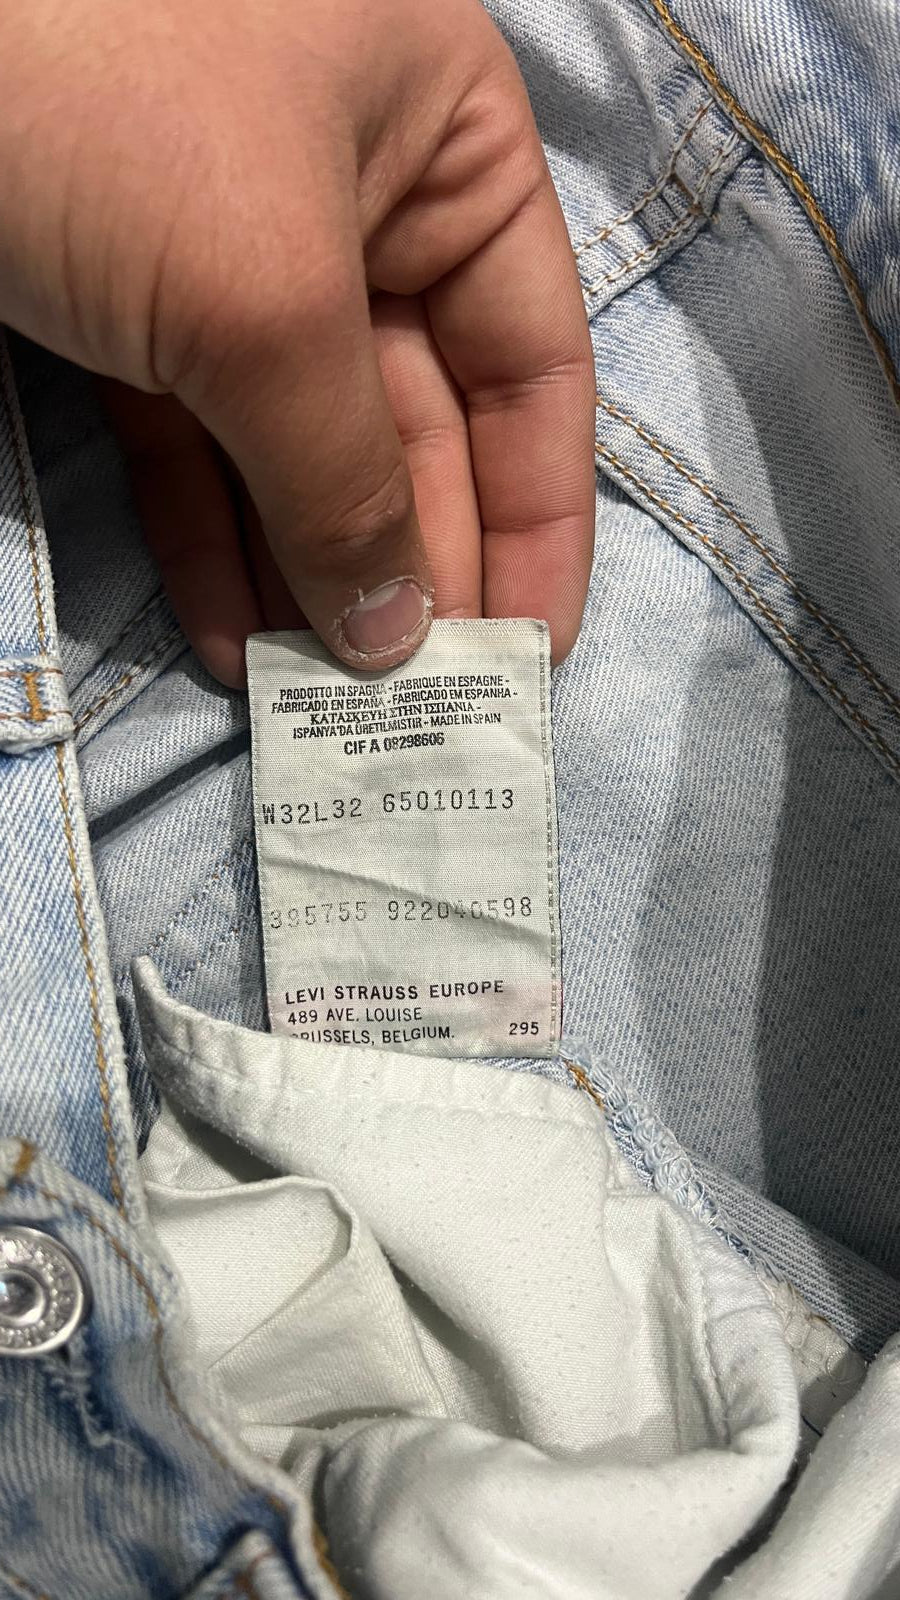 PRODOTTO IN SPAGNA - FABRIQUE EN ESPAGNE -
FABRICADO EN ESPAÑA - FABRICADO EM ESPANHA -
ΚΑΤΑΣΚΕΥΗ ΣΤΗΝ ΙΣΠΑΝΙΑ -
ISPANYA'DA ÜRETILMISTIR - MADE IN SPAIN
CIF A 08298606
W32L32 65010113
395755 922040598
LEVI STRAUSS EUROPE
489 AVE. LOUISE
BRUSSELS, BELGIUM. 295